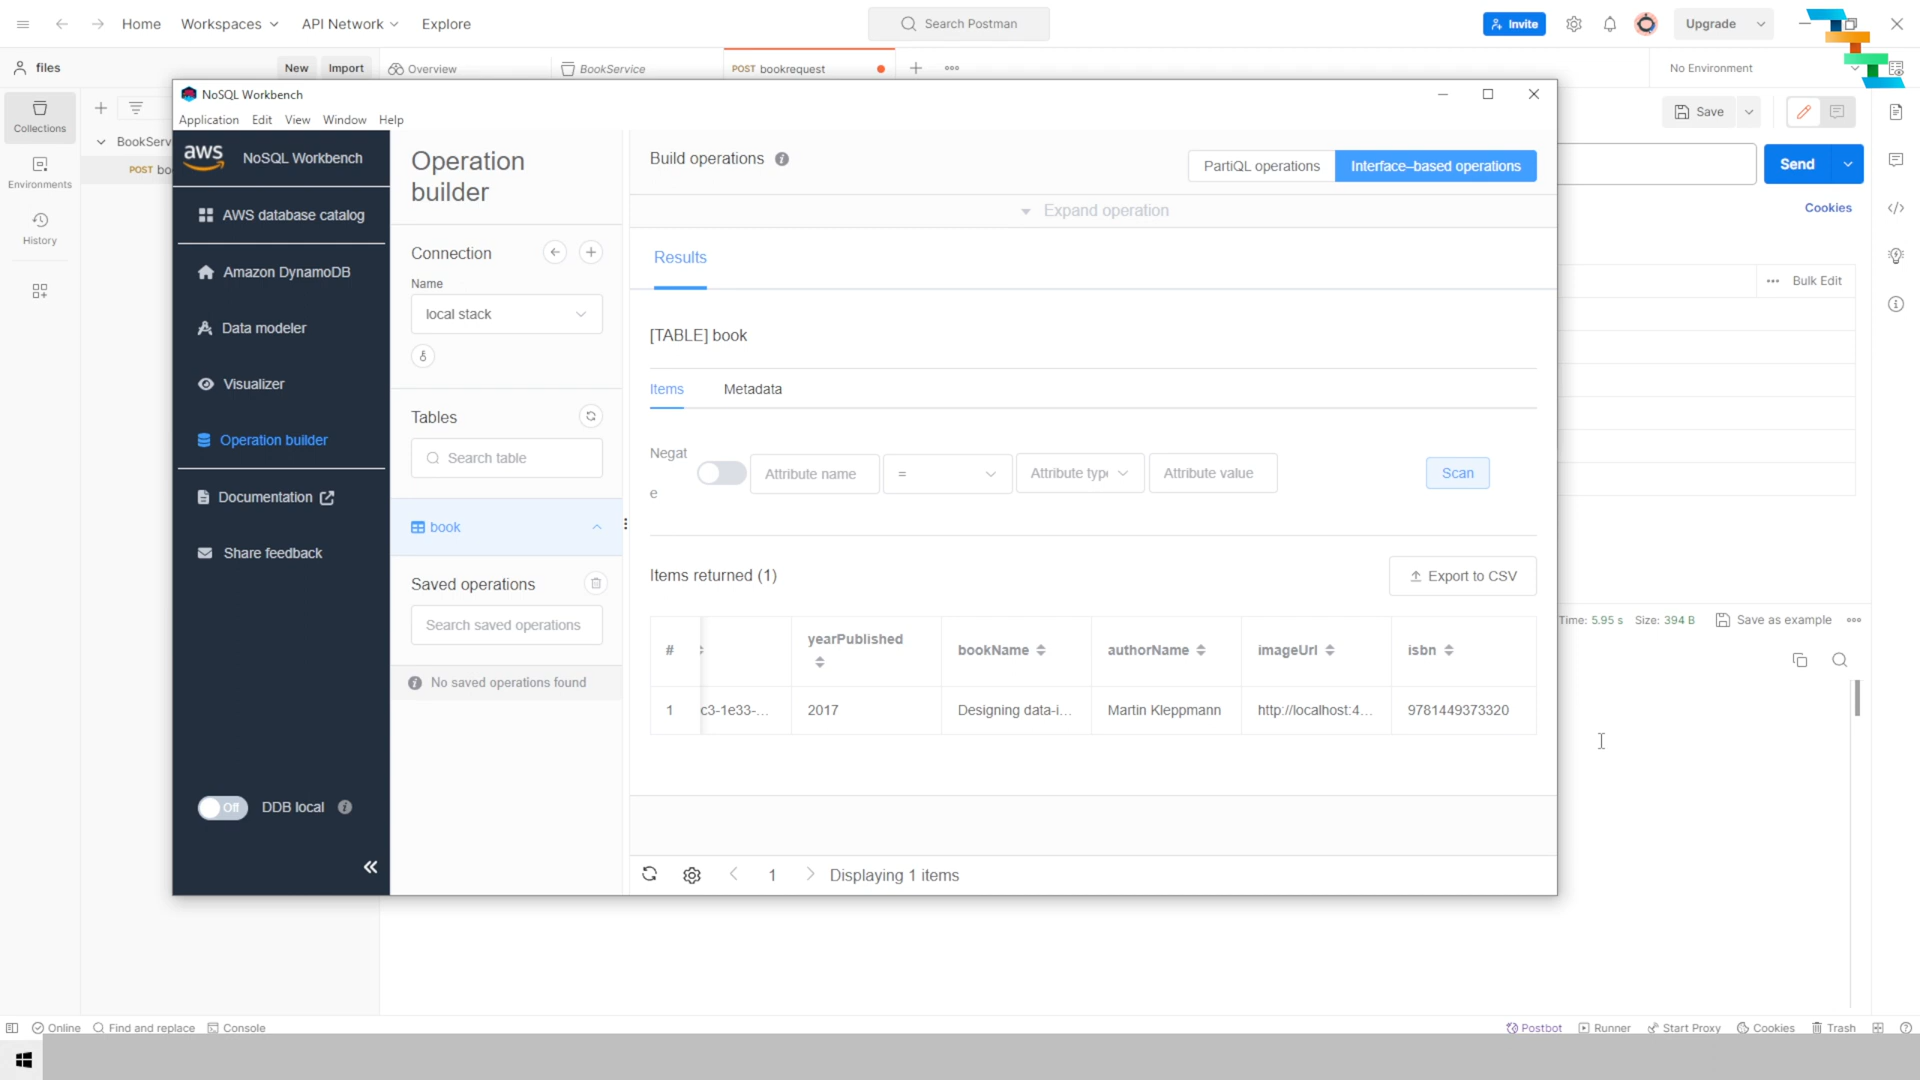 Home
Workspaces
API Network
Explore
Search Postman
Invite
Upgrade
files
New
Import
Overview
BookService
POST bookrequest
No Environment
NoSQL Workbench
Save
Application
Edit
View
Window
Help
Collections
BookServ
POST bo
Environments
History
aws
NoSQL Workbench
AWS database catalog
Amazon DynamoDB
Data modeler
Visualizer
Operation builder
Documentation
Share feedback
Off
DDB local
Operation
builder
Connection
Name
local stack
Tables
Search table
book
Saved operations
Search saved operations
No saved operations found
Build operations
PartiQL operations
Interface–based operations
Expand operation
Results
[TABLE] book
Items
Metadata
Negat
e
Attribute name
=
Attribute type
Attribute value
Scan
Items returned (1)
Export to CSV
#
yearPublished
bookName
authorName
imageUrl
isbn
1
c3-1e33-...
2017
Designing data-i...
Martin Kleppmann
http://localhost:4...
9781449373320
1
Displaying 1 items
Send
Cookies
Bulk Edit
Time: 5.95 s
Size: 394 B
Save as example
Online
Find and replace
Console
Postbot
Runner
Start Proxy
Cookies
Trash